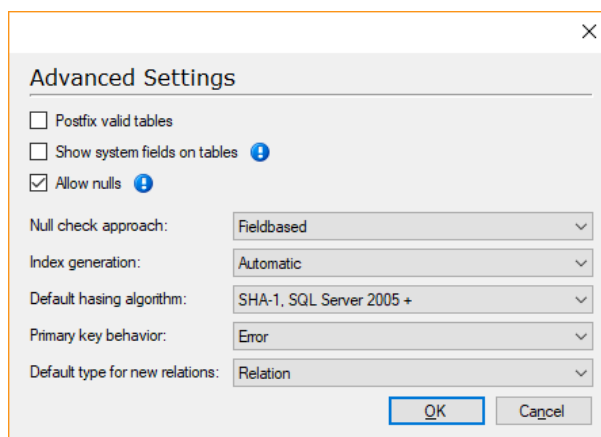 Advanced Settings
Postfix valid tables
Show system fields on tables
Allow nulls
Null check approach: Fieldbased
Index generation: Automatic
Default hasing algorithm: SHA-1, SQL Server 2005 +
Primary key behavior: Error
Default type for new relations: Relation
OK Cancel